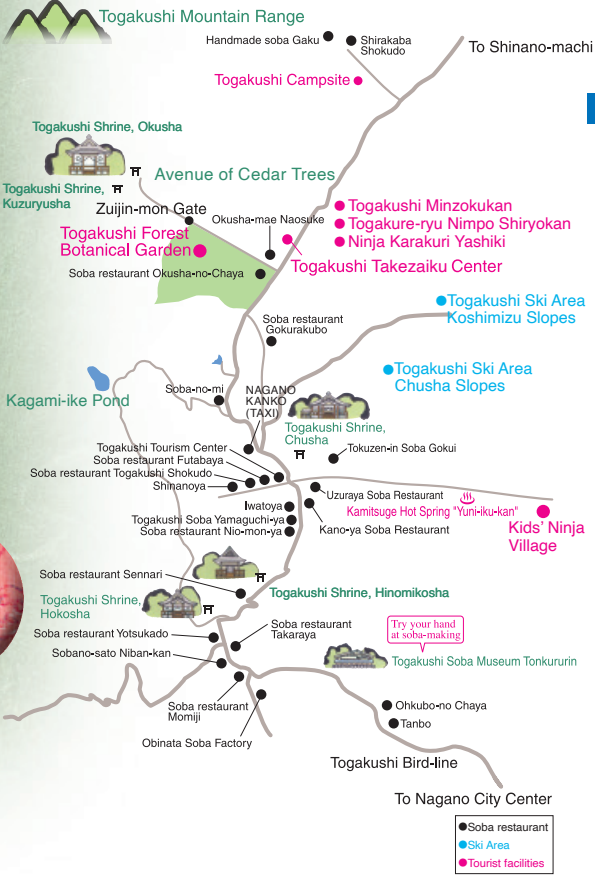 Togakushi Mountain Range
Handmade soba Gaku
Shirakaba
Shokudo
To Shinano-machi
Togakushi Campsite
Togakushi Shrine, Okusha
Avenue of Cedar Trees
Togakushi Shrine,
Kuzuryusha
Zuijin-mon Gate
Okusha-mae Naosuke
Togakushi Minzokukan
Togakure-ryu Nimpo Shiryokan
Ninja Karakuri Yashiki
Togakushi Forest
Botanical Garden
Togakushi Takezaiku Center
Soba restaurant Okusha-no-Chaya
Togakushi Ski Area
Koshimizu Slopes
Soba restaurant
Gokurakubo
Togakushi Ski Area
Chusha Slopes
Kagami-ike Pond
Soba-no-mi
NAGANO
KANKO
(TAXI)
Togakushi Shrine,
Chusha
Tokuzen-in Soba Gokui
Togakushi Tourism Center
Soba restaurant Futabaya
Soba restaurant Togakushi Shokudo
Shinanoya
Uzuraya Soba Restaurant
Kamitsuge Hot Spring "Yuni-iku-kan"
Iwatoya
Togakushi Soba Yamaguchi-ya
Soba restaurant Nio-mon-ya
Kano-ya Soba Restaurant
Kids' Ninja
Village
Soba restaurant Sennari
Togakushi Shrine, Hinomikosha
Togakushi Shrine,
Hokosha
Soba restaurant
Takaraya
Try your hand
at soba-making
Soba restaurant Yotsukado
Sobano-sato Niban-kan
Togakushi Soba Museum Tonkururin
Soba restaurant
Momiji
Ohkubo-no Chaya
Tanbo
Obinata Soba Factory
Togakushi Bird-line
To Nagano City Center
Soba restaurant
Ski Area
Tourist facilities